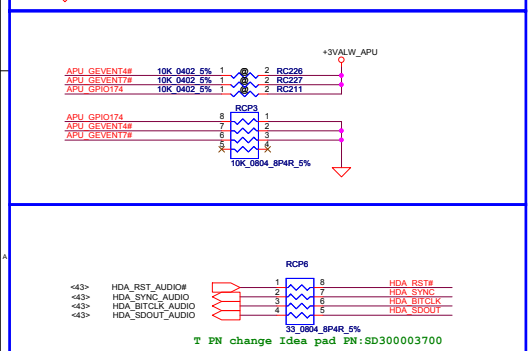 +3VALW_APU
APU_GEVENT4# 10K_0402_5% 1 @ 2 RC226
APU_GEVENT7# 10K_0402_5% 1 @ 2 RC227
APU_GPIO174 10K_0402_5% 1 @ 2 RC211
RCP3
APU_GPIO174 8 1
APU_GEVENT4# 7 2
APU_GEVENT7# 6 3
5 4
10K_0804_8P4R_5%
A
RCP6
<43> HDA_RST_AUDIO# 1 8 HDA_RST#
<43> HDA_SYNC_AUDIO 2 7 HDA_SYNC
<43> HDA_BITCLK_AUDIO 3 6 HDA_BITCLK
<43> HDA_SDOUT_AUDIO 4 5 HDA_SDOUT
33_0804_8P4R_5%
T PN change Idea pad PN:SD300003700